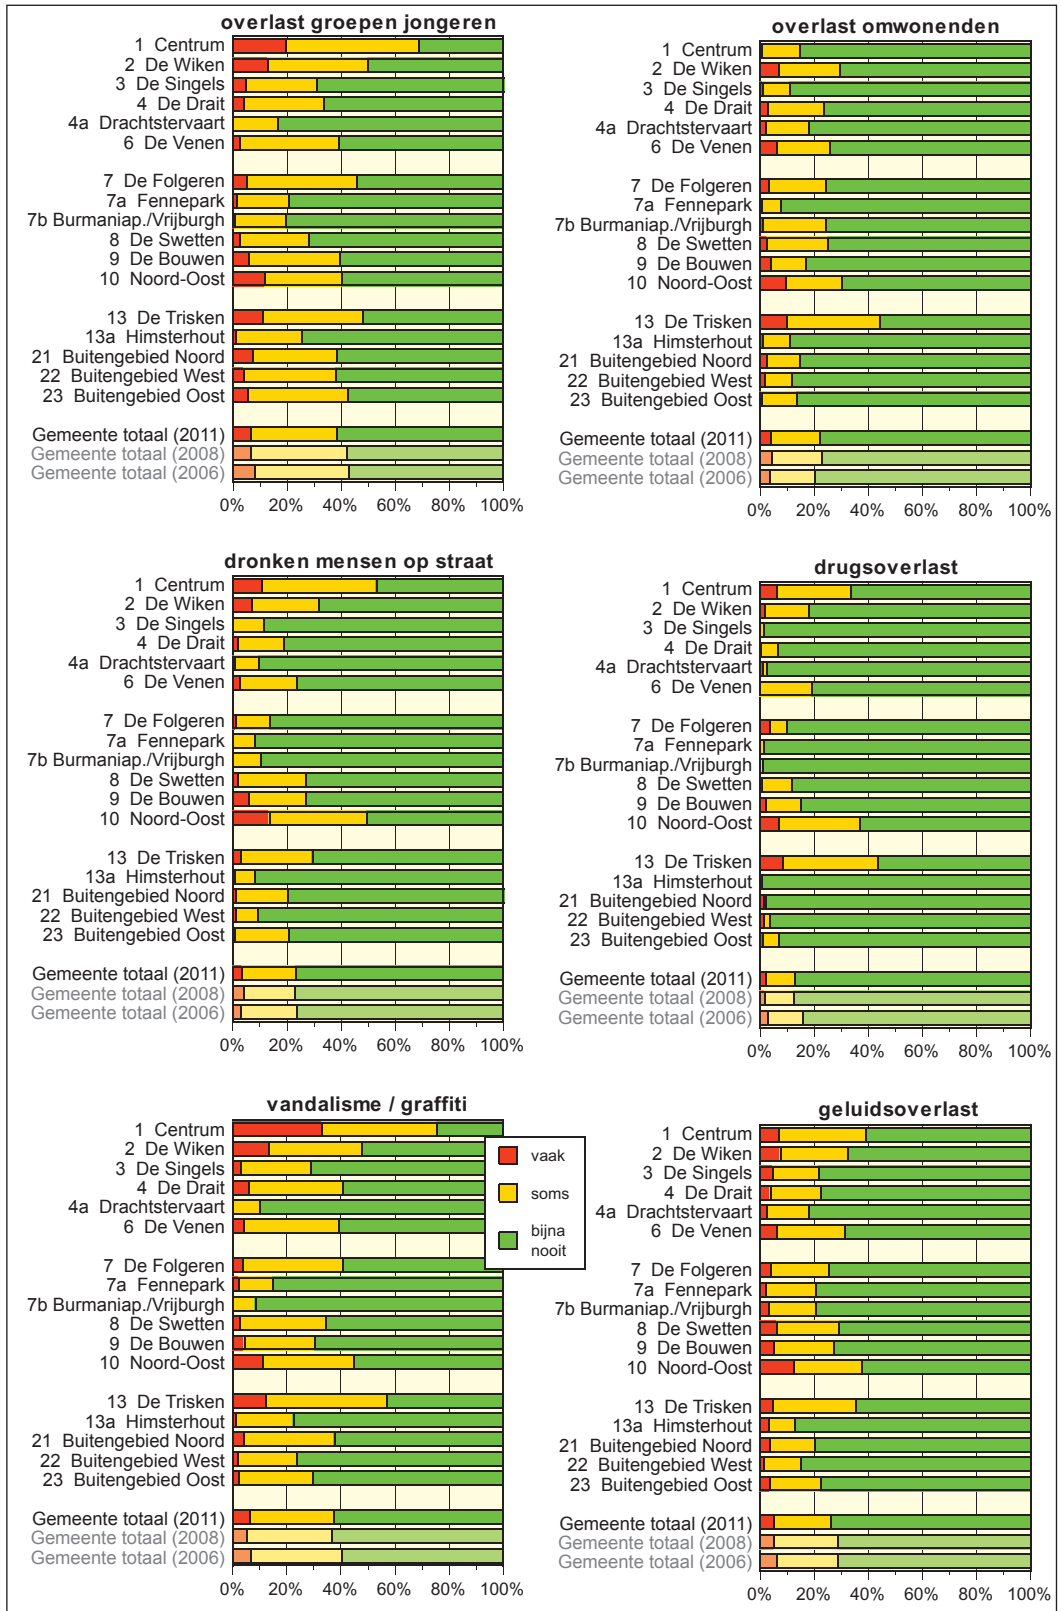 overlast groepen jongeren
1 Centrum
2 De Wiken
3 De Singels
4 De Drait
4a Drachtstervaart
6 De Venen
7 De Folgeren
7a Fennepark
7b Burmaniap./Vrijburgh
8 De Swetten
9 De Bouwen
10 Noord-Oost
13 De Trisken
13a Himsterhout
21 Buitengebied Noord
22 Buitengebied West
23 Buitengebied Oost
Gemeente totaal (2011)
Gemeente totaal (2008)
Gemeente totaal (2006)
0% 20% 40% 60% 80% 100%
overlast omwonenden
1 Centrum
2 De Wiken
3 De Singels
4 De Drait
4a Drachtstervaart
6 De Venen
7 De Folgeren
7a Fennepark
7b Burmaniap./Vrijburgh
8 De Swetten
9 De Bouwen
10 Noord-Oost
13 De Trisken
13a Himsterhout
21 Buitengebied Noord
22 Buitengebied West
23 Buitengebied Oost
Gemeente totaal (2011)
Gemeente totaal (2008)
Gemeente totaal (2006)
0% 20% 40% 60% 80% 100%
dronken mensen op straat
1 Centrum
2 De Wiken
3 De Singels
4 De Drait
4a Drachtstervaart
6 De Venen
7 De Folgeren
7a Fennepark
7b Burmaniap./Vrijburgh
8 De Swetten
9 De Bouwen
10 Noord-Oost
13 De Trisken
13a Himsterhout
21 Buitengebied Noord
22 Buitengebied West
23 Buitengebied Oost
Gemeente totaal (2011)
Gemeente totaal (2008)
Gemeente totaal (2006)
0% 20% 40% 60% 80% 100%
drugsoverlast
1 Centrum
2 De Wiken
3 De Singels
4 De Drait
4a Drachtstervaart
6 De Venen
7 De Folgeren
7a Fennepark
7b Burmaniap./Vrijburgh
8 De Swetten
9 De Bouwen
10 Noord-Oost
13 De Trisken
13a Himsterhout
21 Buitengebied Noord
22 Buitengebied West
23 Buitengebied Oost
Gemeente totaal (2011)
Gemeente totaal (2008)
Gemeente totaal (2006)
0% 20% 40% 60% 80% 100%
vandalisme / graffiti
1 Centrum
2 De Wiken
3 De Singels
4 De Drait
4a Drachtstervaart
6 De Venen
7 De Folgeren
7a Fennepark
7b Burmaniap./Vrijburgh
8 De Swetten
9 De Bouwen
10 Noord-Oost
13 De Trisken
13a Himsterhout
21 Buitengebied Noord
22 Buitengebied West
23 Buitengebied Oost
Gemeente totaal (2011)
Gemeente totaal (2008)
Gemeente totaal (2006)
0% 20% 40% 60% 80% 100%
vaak
soms
bijna
nooit
geluidsoverlast
1 Centrum
2 De Wiken
3 De Singels
4 De Drait
4a Drachtstervaart
6 De Venen
7 De Folgeren
7a Fennepark
7b Burmaniap./Vrijburgh
8 De Swetten
9 De Bouwen
10 Noord-Oost
13 De Trisken
13a Himsterhout
21 Buitengebied Noord
22 Buitengebied West
23 Buitengebied Oost
Gemeente totaal (2011)
Gemeente totaal (2008)
Gemeente totaal (2006)
0% 20% 40% 60% 80% 100%